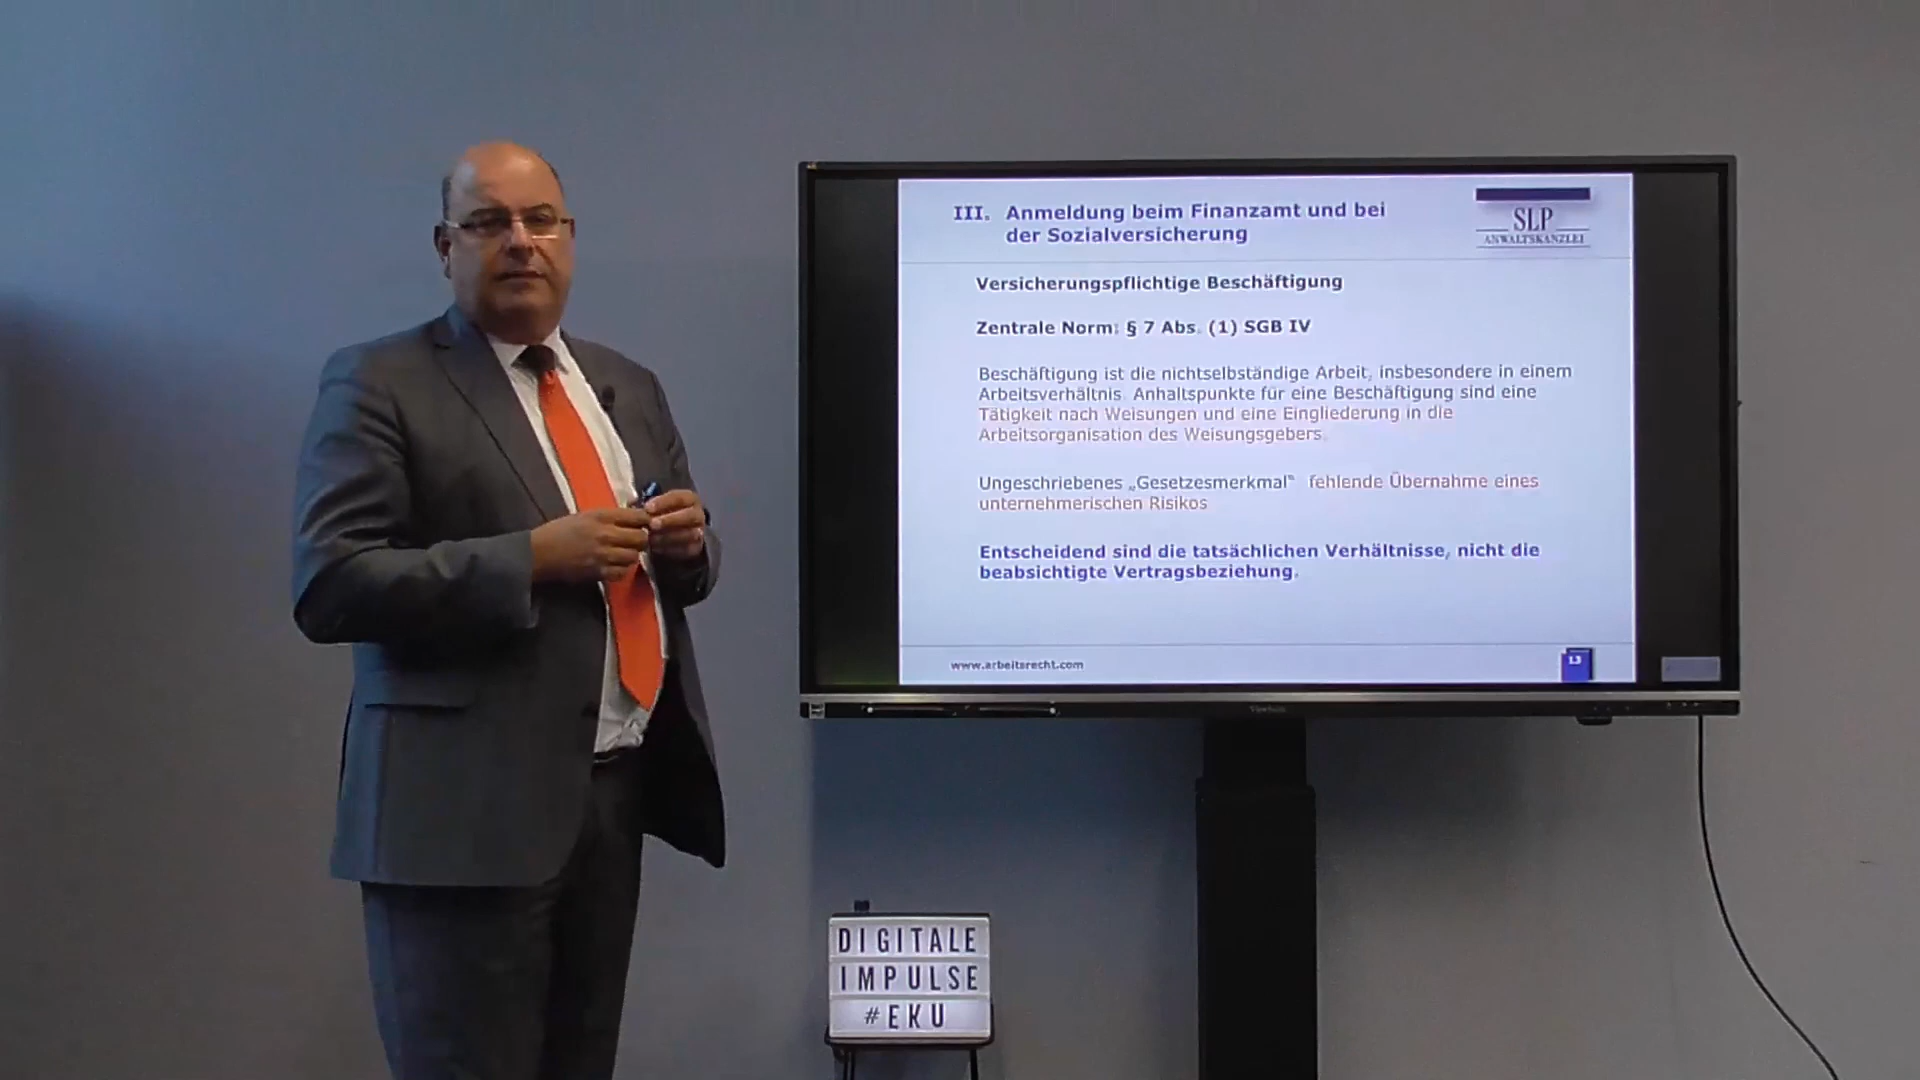 III. Anmeldung beim Finanzamt und bei
der Sozialversicherung
SLP
ANWALTSKANZLEI
Versicherungspflichtige Beschäftigung
Zentrale Norm: § 7 Abs. (1) SGB IV
Beschäftigung ist die nichtselbständige Arbeit, insbesondere in einem
Arbeitsverhältnis. Anhaltspunkte für eine Beschäftigung sind eine
Tätigkeit nach Weisungen und eine Eingliederung in die
Arbeitsorganisation des Weisungsgebers.
Ungeschriebenes „Gesetzesmerkmal“ fehlende Übernahme eines
unternehmerischen Risikos
Entscheidend sind die tatsächlichen Verhältnisse, nicht die
beabsichtigte Vertragsbeziehung.
www.arbeitsrecht.com
13
ViewSonic
DIGITALE
IMPULSE
#EKU